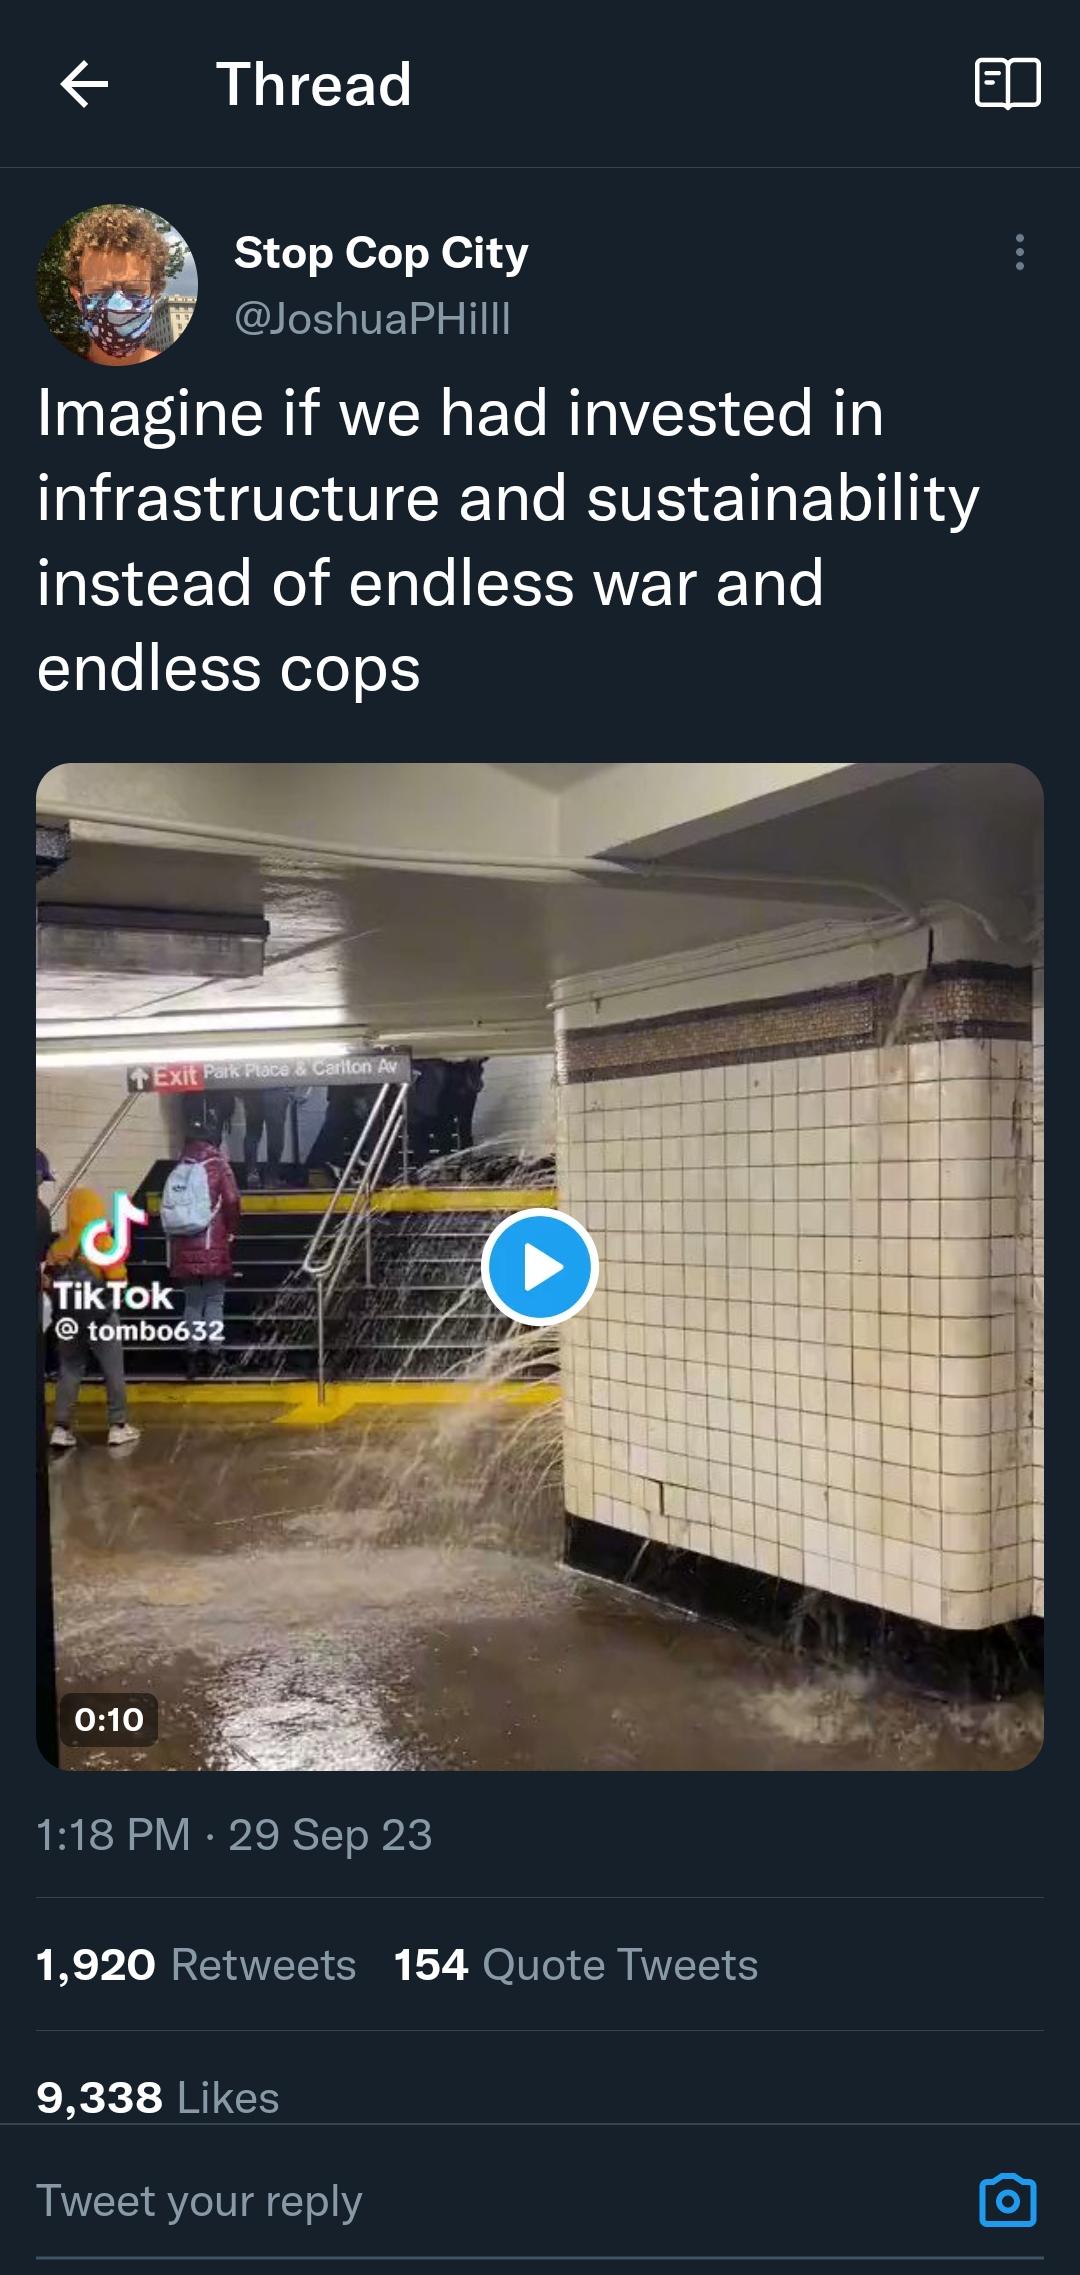 Thread
Stop Cop City
@JoshuaPHilll
Imagine if we had invested in
infrastructure and sustainability
instead of endless war and
endless cops
Exit Park Place & Carlton Av
TikTok
@ tombo632
0:10
1:18 PM · 29 Sep 23
1,920 Retweets 154 Quote Tweets
9,338 Likes
Tweet your reply